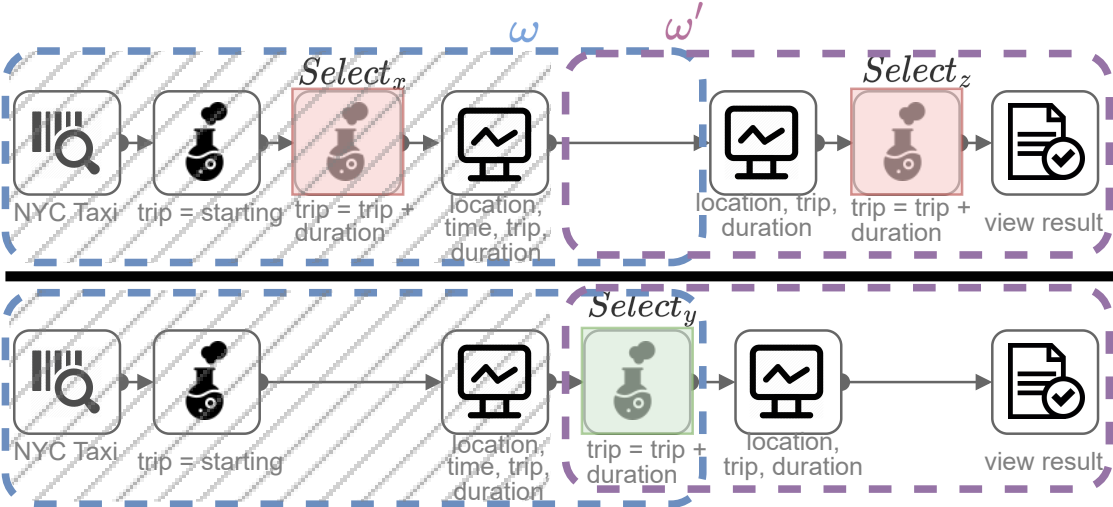 ω
ω′
Select_x
Select_z
NYC Taxi
trip = starting
trip = trip +
duration
location,
time, trip,
duration
location, trip,
duration
trip = trip +
duration
view result
Select_y
NYC Taxi
trip = starting
location,
time, trip,
duration
trip = trip +
duration
location,
trip, duration
view result